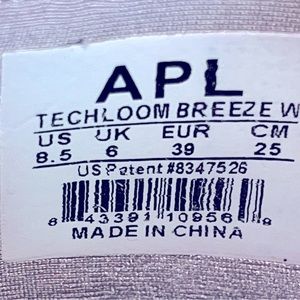 APL
TECHLOOM BREEZE W
US UK EUR CM
8.5 6 39 25
US Patent #8347526
8 43391 10956 9
MADE IN CHINA